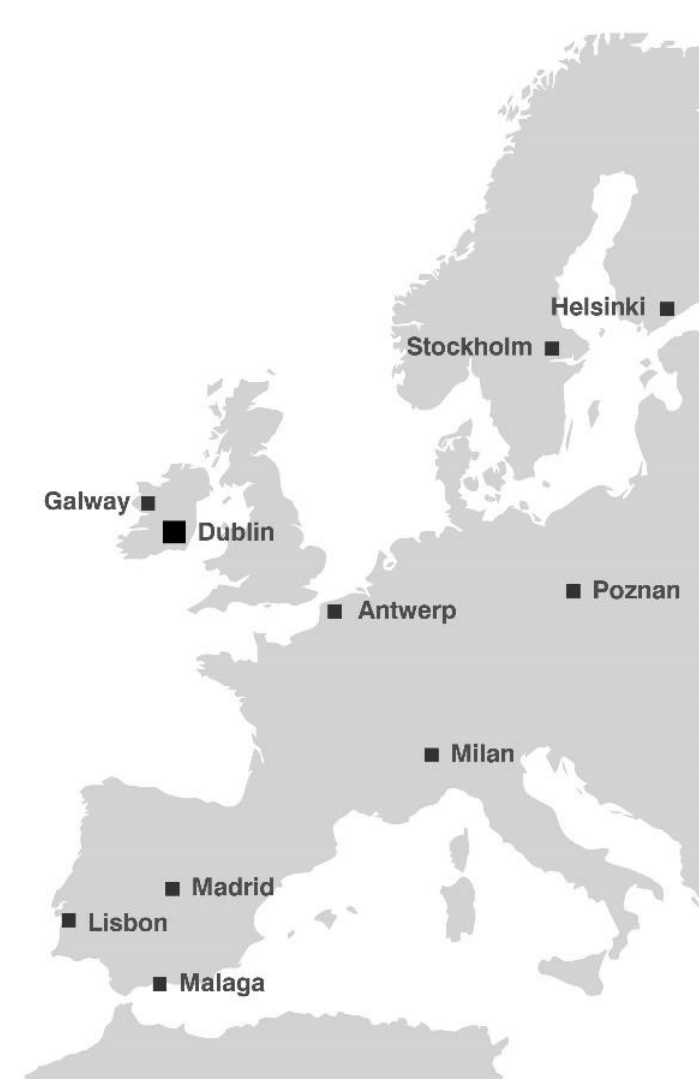 Helsinki
Stockholm
Galway
Dublin
Poznan
Antwerp
Milan
Madrid
Lisbon
Malaga